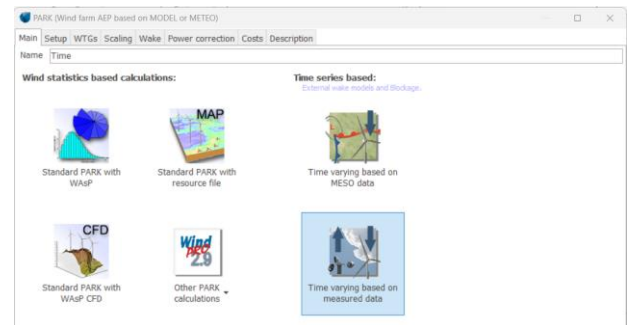 PARK (Wind farm AEP based on MODEL or METEO)
Main Setup WTGs Scaling Wake Power correction Costs Description
Name Time
Wind statistics based calculations:
Time series based:
External wake models and Blockage.
MAP
Standard PARK with
WAsP
Standard PARK with
resource file
Time varying based on
MESO data
CFD
Wind
PRO
2.9
Standard PARK with
WAsP CFD
Other PARK
calculations
Time varying based on
measured data